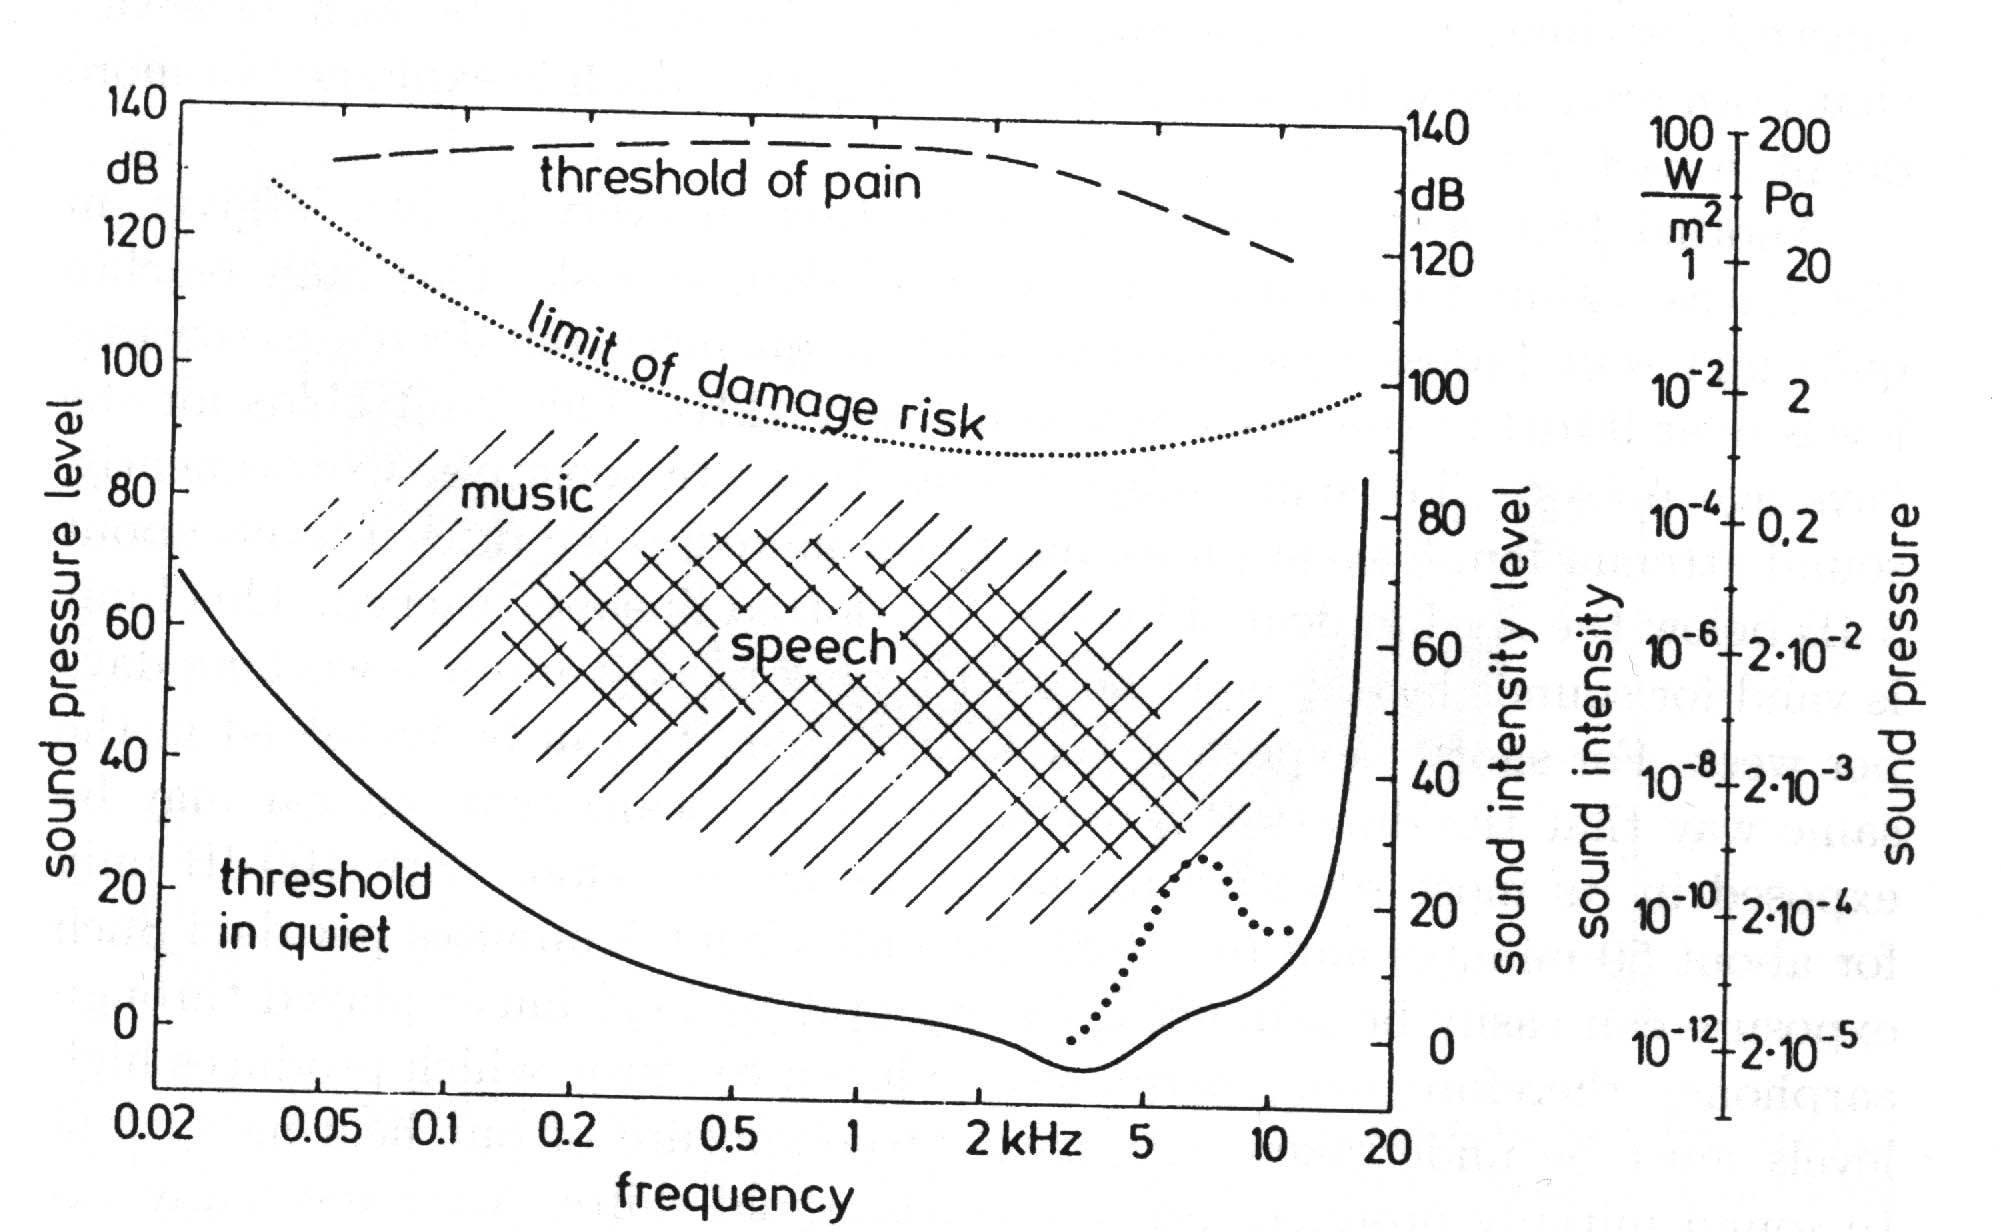 140
dB
120
100
80
60
40
20
0
sound pressure level
threshold of pain
limit of damage risk
music
speech
threshold
in quiet
0.02 0.05 0.1 0.2 0.5 1 2 kHz 5 10 20
frequency
140
dB
120
100
80
60
40
20
0
sound intensity level
sound intensity
100
W
m²
1
10⁻²
10⁻⁴
10⁻⁶
10⁻⁸
10⁻¹⁰
10⁻¹²
200
Pa
20
2
0,2
2·10⁻²
2·10⁻³
2·10⁻⁴
2·10⁻⁵
sound pressure